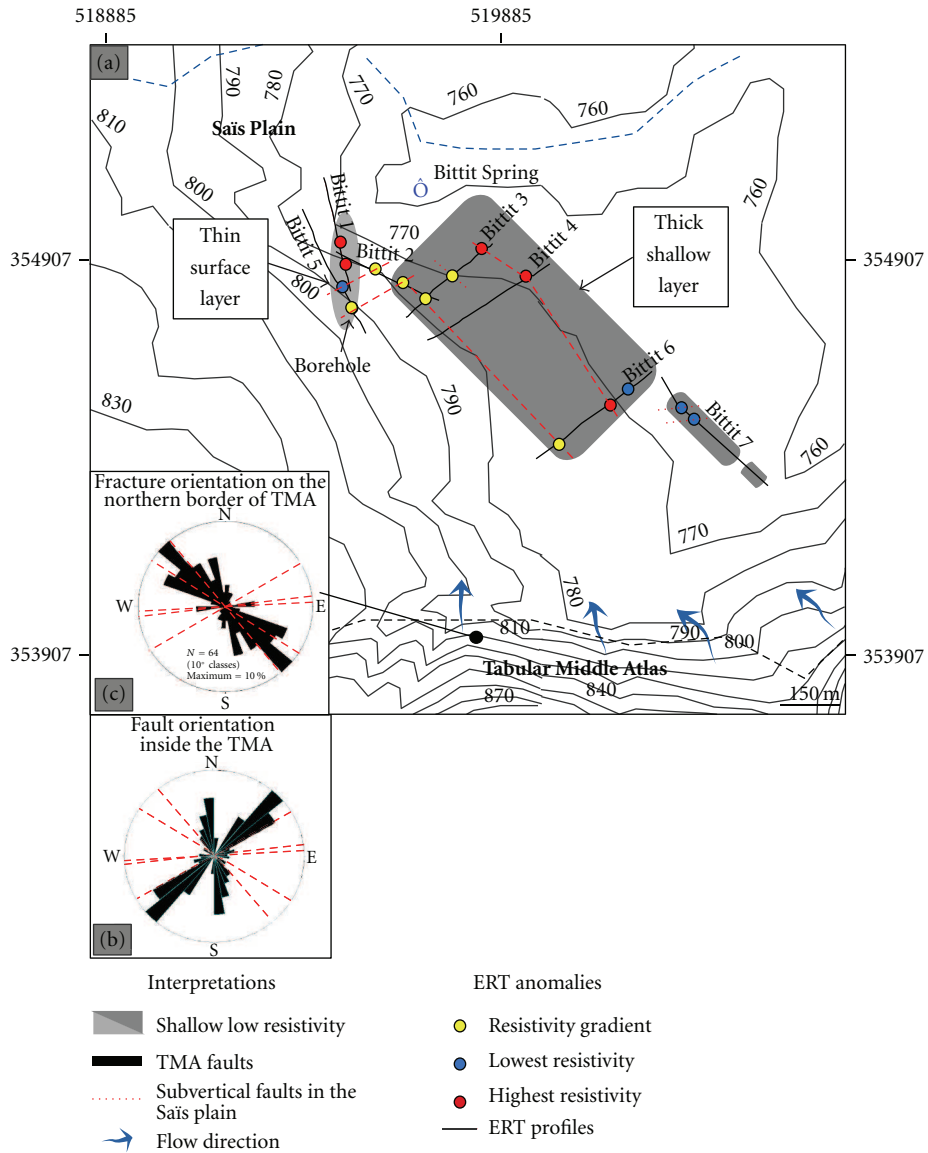 518885
519885
(a)
790
780
770
760
760
810
Saïs Plain
800
Bittit Spring
Ô
760
Bittit 1
Bittit 3
Thin
surface
layer
Bittit 5
770
Bittit 2
Bittit 4
Thick
shallow
layer
354907
354907
800
Borehole
Bittit 6
830
790
Bittit 7
760
770
Fracture orientation on the
northern border of TMA
N
W
E
N = 64
(10° classes)
Maximum = 10 %
S
(c)
780
810
790
800
353907
353907
Tabular Middle Atlas
870
840
150 m
Fault orientation
inside the TMA
N
W
E
S
(b)
Interpretations
Shallow low resistivity
TMA faults
Subvertical faults in the
Saïs plain
Flow direction
ERT anomalies
Resistivity gradient
Lowest resistivity
Highest resistivity
ERT profiles